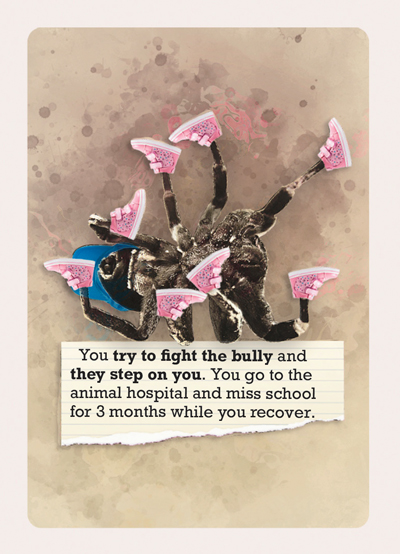 You try to fight the bully and
they step on you. You go to the
animal hospital and miss school
for 3 months while you recover.